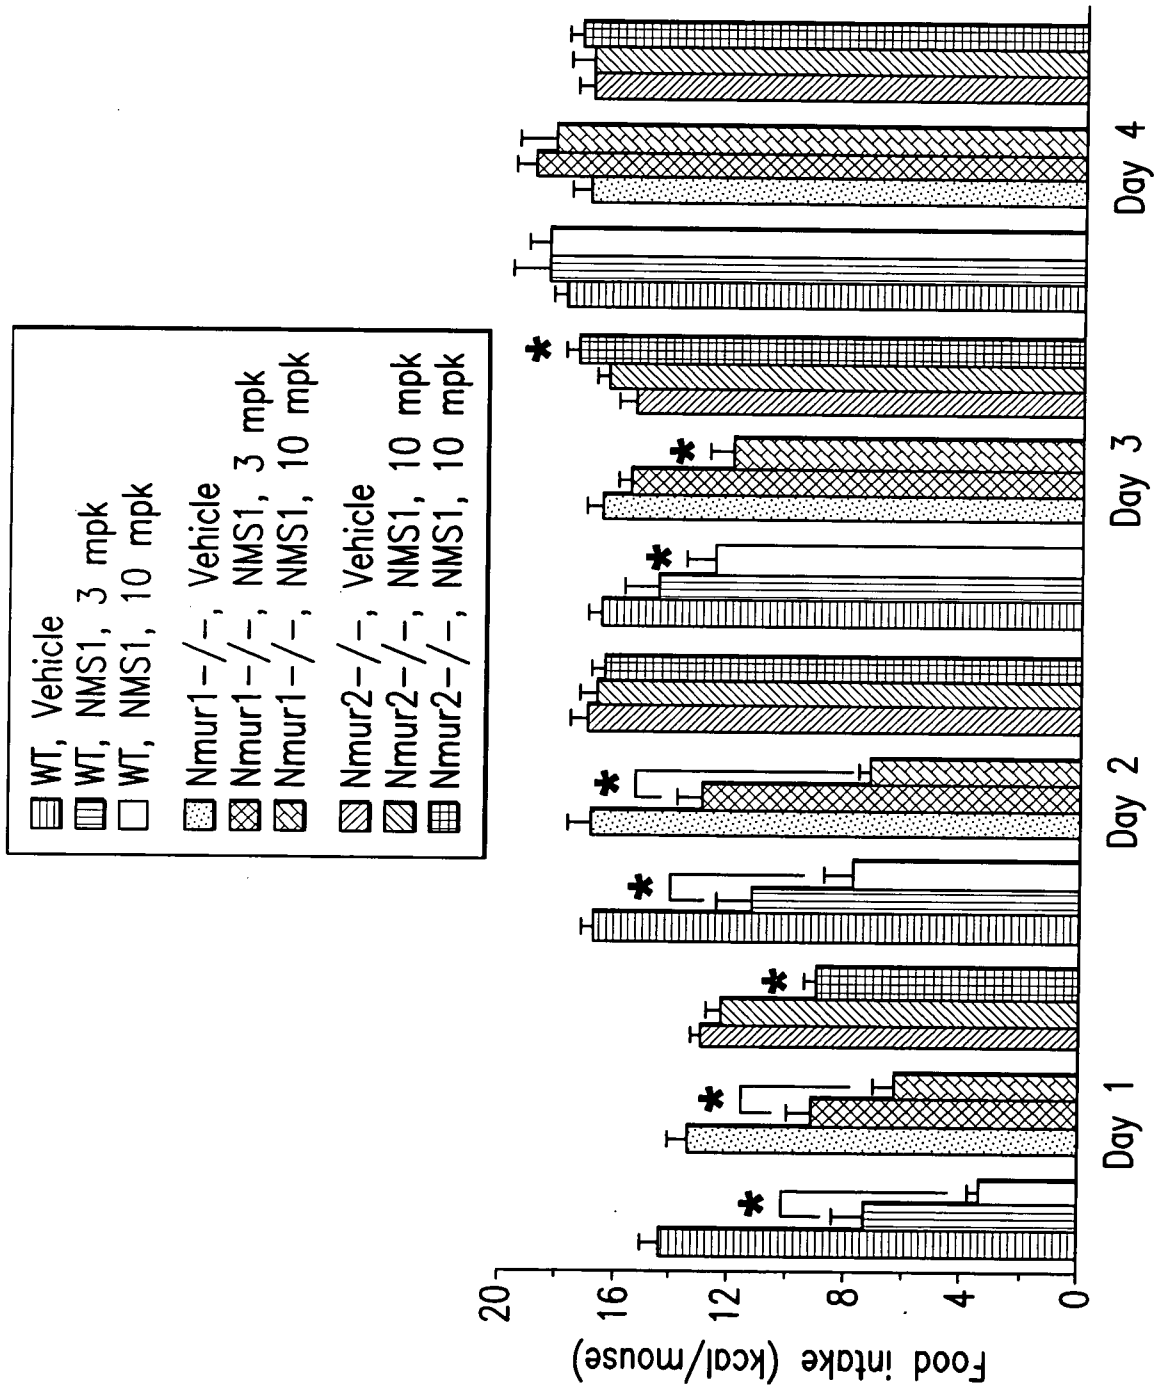 WT, Vehicle
WT, NMS1, 3 mpk
WT, NMS1, 10 mpk
Nmur1-/-, Vehicle
Nmur1-/-, NMS1, 3 mpk
Nmur1-/-, NMS1, 10 mpk
Nmur2-/-, Vehicle
Nmur2-/-, NMS1, 10 mpk
Nmur2-/-, NMS1, 10 mpk
Food intake (kcal/mouse)
20
16
12
8
4
0
*
*
*
*
*
*
*
*
Day 1
Day 2
Day 3
Day 4